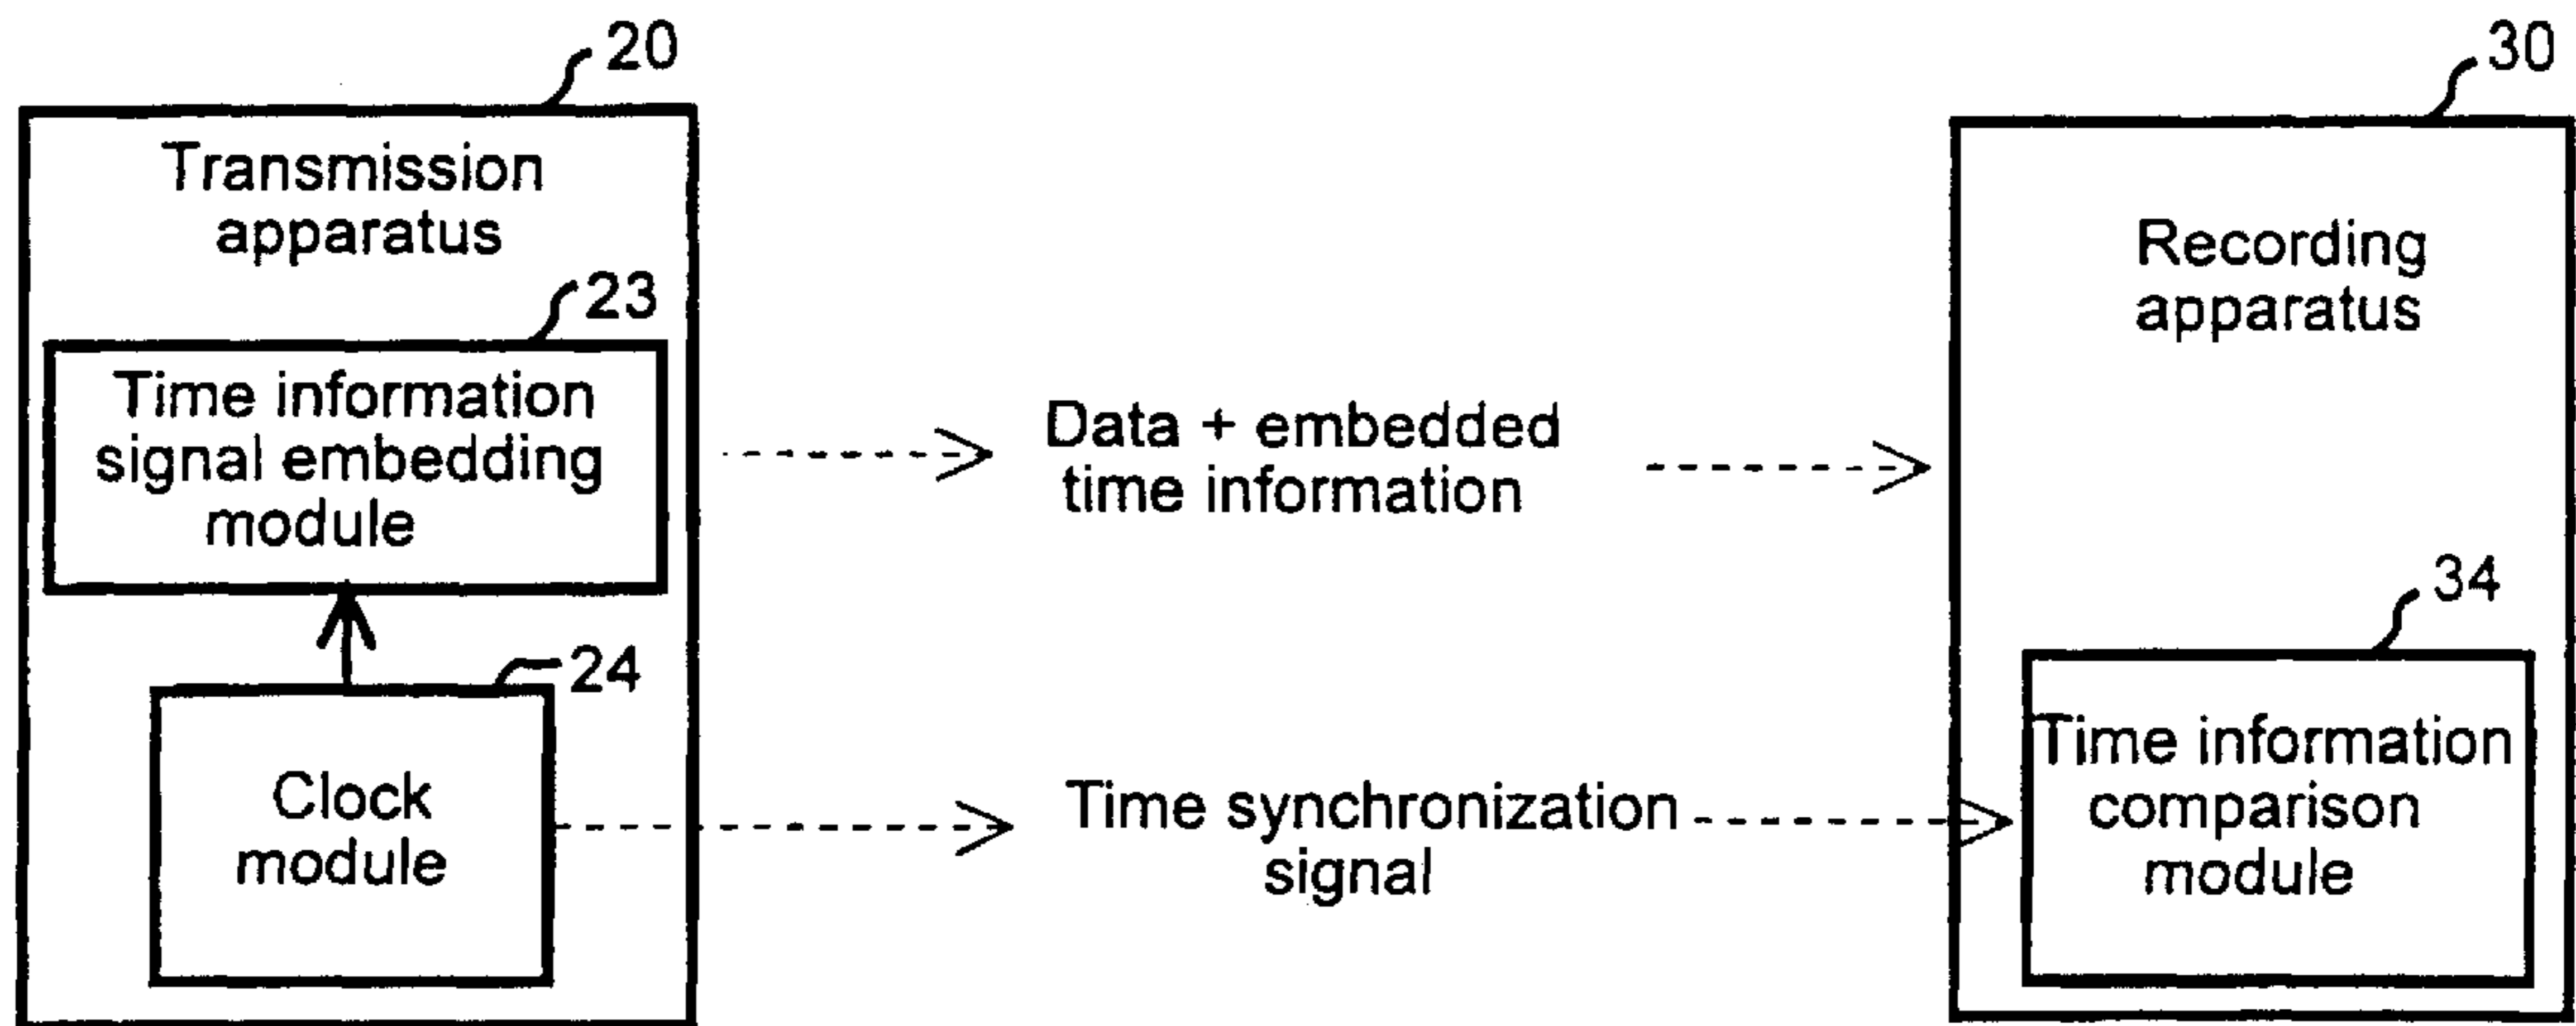 20
Transmission
apparatus
23
Time information
signal embedding
module
24
Clock
module
Data + embedded
time information
Time synchronization
signal
30
Recording
apparatus
34
Time information
comparison
module